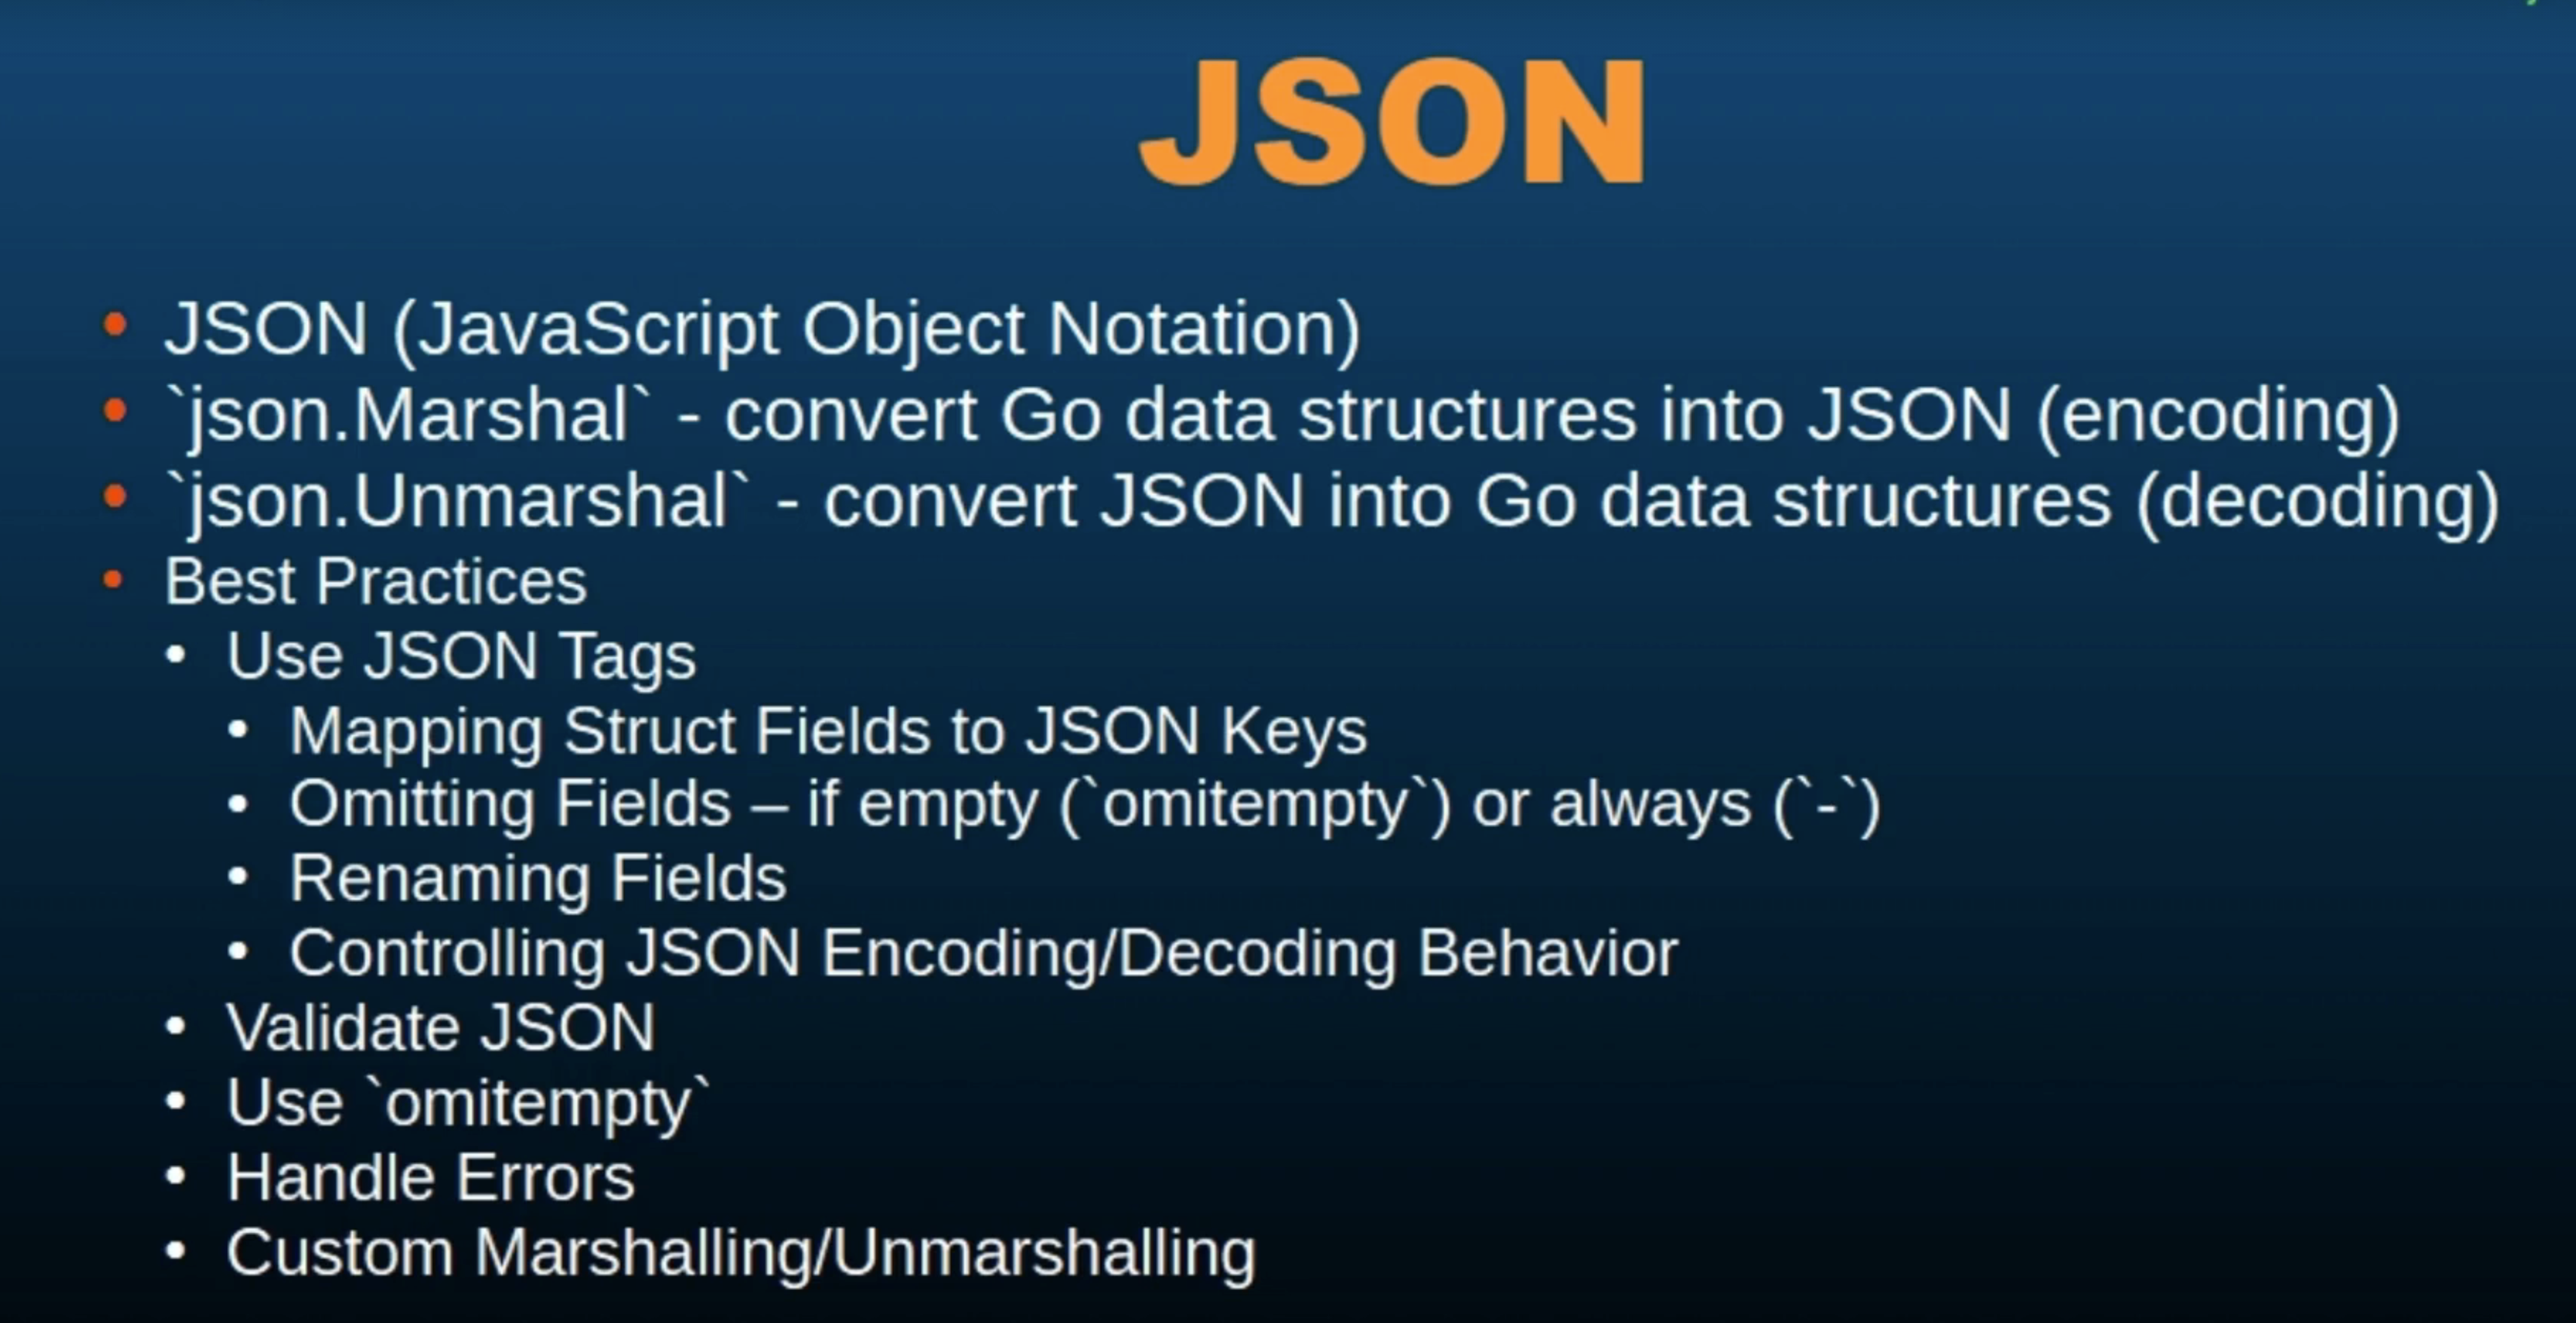 JSON
• JSON (JavaScript Object Notation)
• `json.Marshal` - convert Go data structures into JSON (encoding)
• `json.Unmarshal` - convert JSON into Go data structures (decoding)
• Best Practices
• Use JSON Tags
• Mapping Struct Fields to JSON Keys
• Omitting Fields – if empty (`omitempty`) or always (`-`)
• Renaming Fields
• Controlling JSON Encoding/Decoding Behavior
• Validate JSON
• Use `omitempty`
• Handle Errors
• Custom Marshalling/Unmarshalling